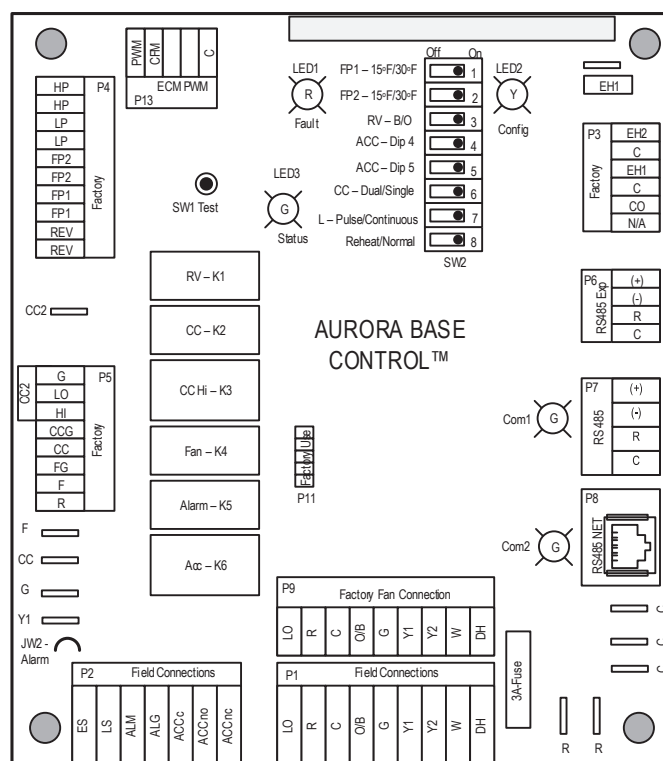 PWM
CFM
ECM PWM
C
P13
LED1
R
Fault
Off
On
FP1 – 15ºF/30ºF
1
FP2 – 15ºF/30ºF
2
RV – B/O
3
ACC – Dip 4
4
ACC – Dip 5
5
CC – Dual/Single
6
L – Pulse/Continuous
7
Reheat/Normal
8
SW2
LED2
Y
Config
EH1
P4
HP
HP
LP
LP
FP2
FP2
FP1
FP1
REV
REV
Factory
SW1 Test
LED3
G
Status
P3
Factory
EH2
C
EH1
C
CO
N/A
CC2
RV – K1
CC – K2
CC Hi – K3
Fan – K4
Alarm – K5
Acc – K6
AURORA BASE
CONTROL™
P6
RS485 Exp
(+)
(-)
R
C
CC2
P5
G
LO
HI
CCG
CC
FG
F
R
Factory
Factory Use
P11
Com1
G
P7
RS 485
(+)
(-)
R
C
Com2
G
P8
RS485 NET
F
CC
G
Y1
JW2 -
Alarm
P9
Factory Fan Connection
LO
R
C
O/B
G
Y1
Y2
W
DH
C
C
C
P2
Field Connections
ES
LS
ALM
ALG
ACCc
ACCno
ACCnc
P1
Field Connections
LO
R
C
O/B
G
Y1
Y2
W
DH
3A-Fuse
R
R